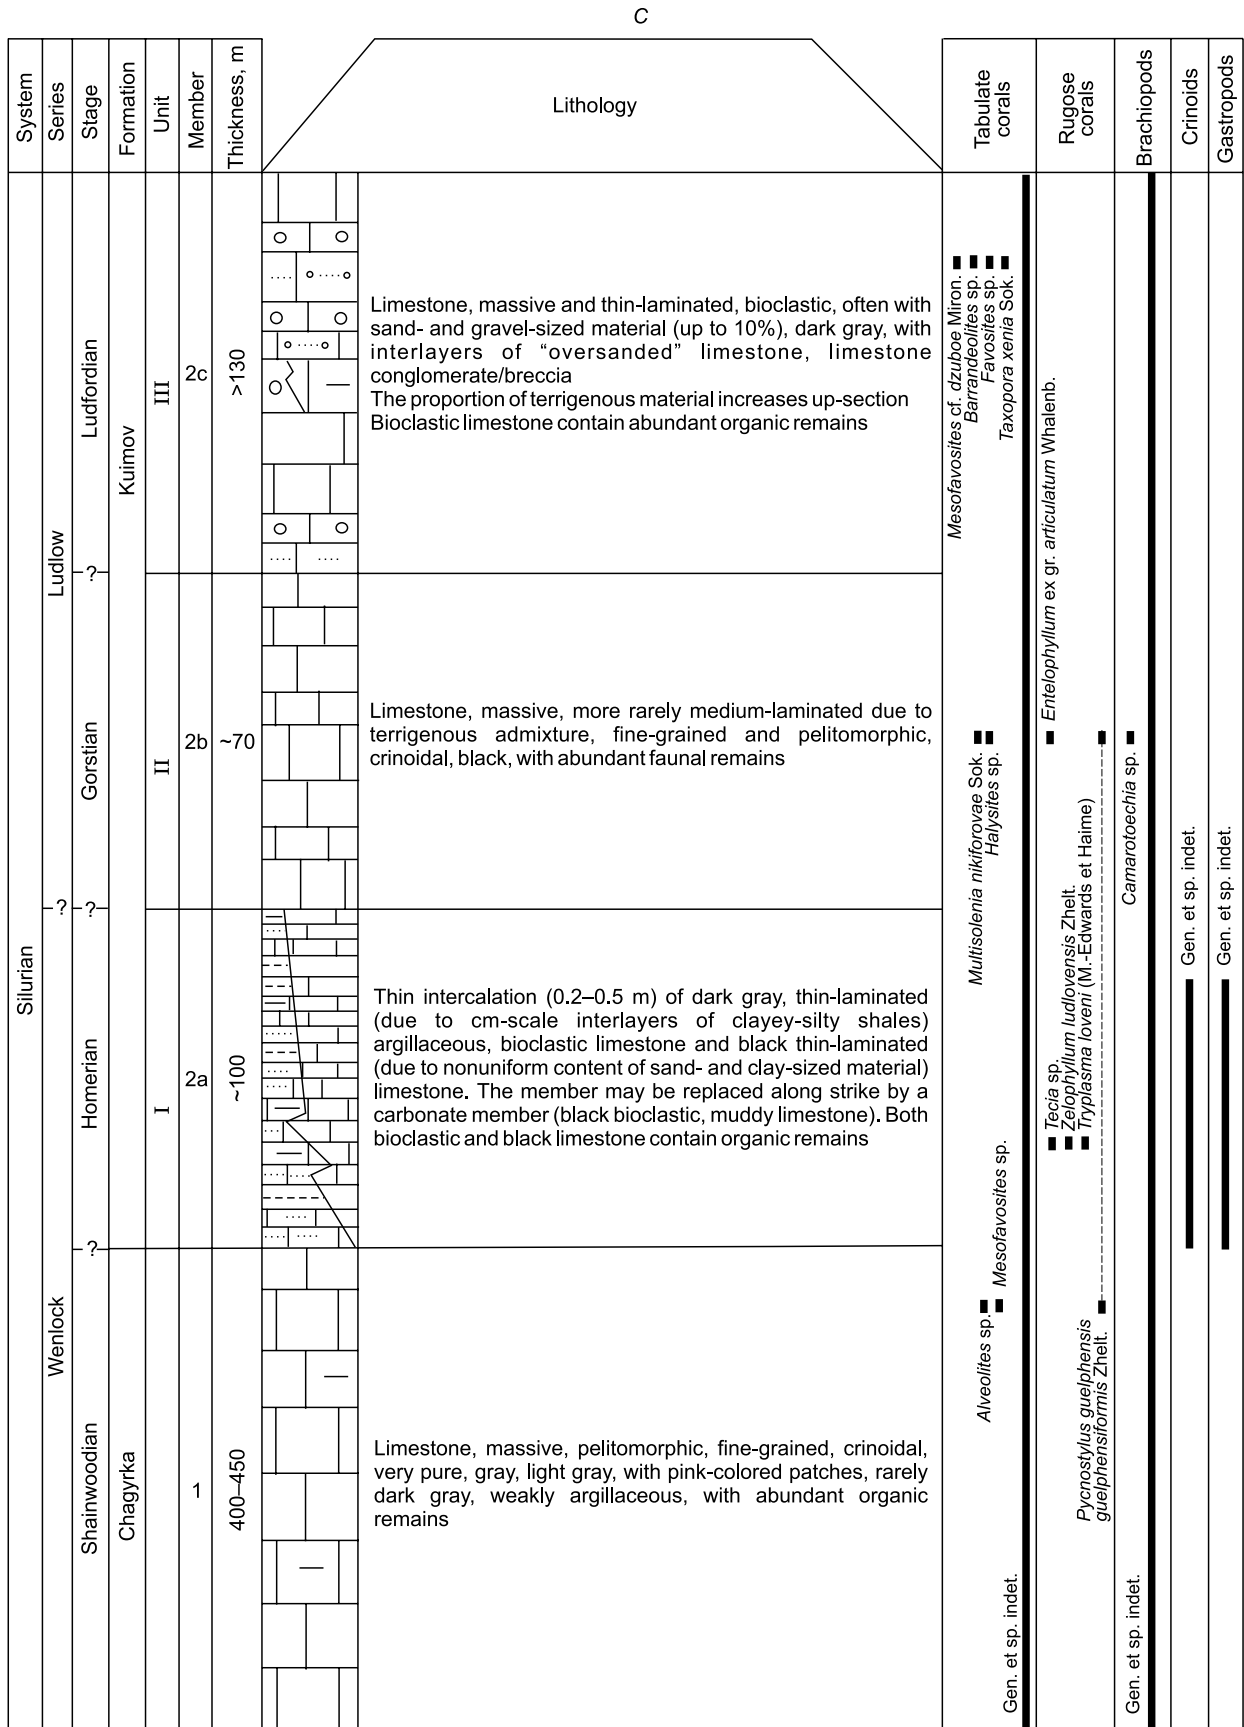 C
System
Series
Stage
Formation
Unit
Member
Thickness, m
Lithology
Tabulate
corals
Rugose
corals
Brachiopods
Crinoids
Gastropods
Silurian
Ludlow
Wenlock
-?-
-?-
-?-
-?-
Ludfordian
Gorstian
Homerian
Shainwoodian
Kuimov
Chagyrka
III
II
I
2c
2b
2a
1
>130
~70
~100
400–450
Limestone, massive and thin-laminated, bioclastic, often with
sand- and gravel-sized material (up to 10%), dark gray, with
interlayers of “oversanded” limestone, limestone
conglomerate/breccia
The proportion of terrigenous material increases up-section
Bioclastic limestone contain abundant organic remains
Limestone, massive, more rarely medium-laminated due to
terrigenous admixture, fine-grained and pelitomorphic,
crinoidal, black, with abundant faunal remains
Thin intercalation (0.2–0.5 m) of dark gray, thin-laminated
(due to cm-scale interlayers of clayey-silty shales)
argillaceous, bioclastic limestone and black thin-laminated
(due to nonuniform content of sand- and clay-sized material)
limestone. The member may be replaced along strike by a
carbonate member (black bioclastic, muddy limestone). Both
bioclastic and black limestone contain organic remains
Limestone, massive, pelitomorphic, fine-grained, crinoidal,
very pure, gray, light gray, with pink-colored patches, rarely
dark gray, weakly argillaceous, with abundant organic
remains
Mesofavosites cf. dzuboe Miron.
Barrandeolites sp.
Favosites sp.
Taxopora xenia Sok.
Multisolenia nikiforovae Sok.
Halysites sp.
Alveolites sp.
Mesofavosites sp.
Gen. et sp. indet.
Entelophyllum ex gr. articulatum Whalenb.
Tecia sp.
Zelophyllum ludlovensis Zhelt.
Tryplasma loveni (M.-Edwards et Haime)
Pycnostylus guelphensis
guelphensiformis Zhelt.
Camarotoechia sp.
Gen. et sp. indet.
Gen. et sp. indet.
Gen. et sp. indet.